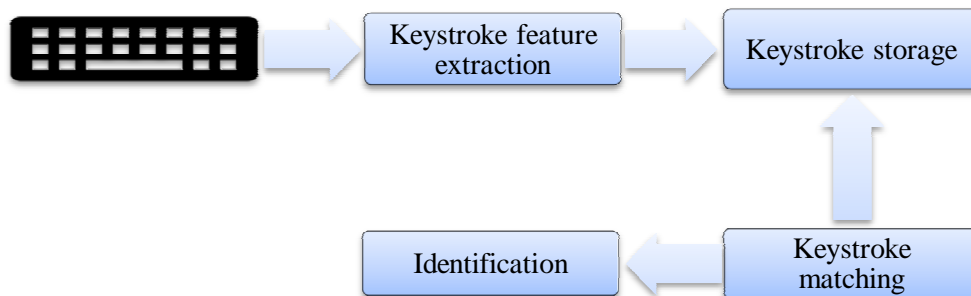 Keystroke feature
extraction
Keystroke storage
Identification
Keystroke
matching